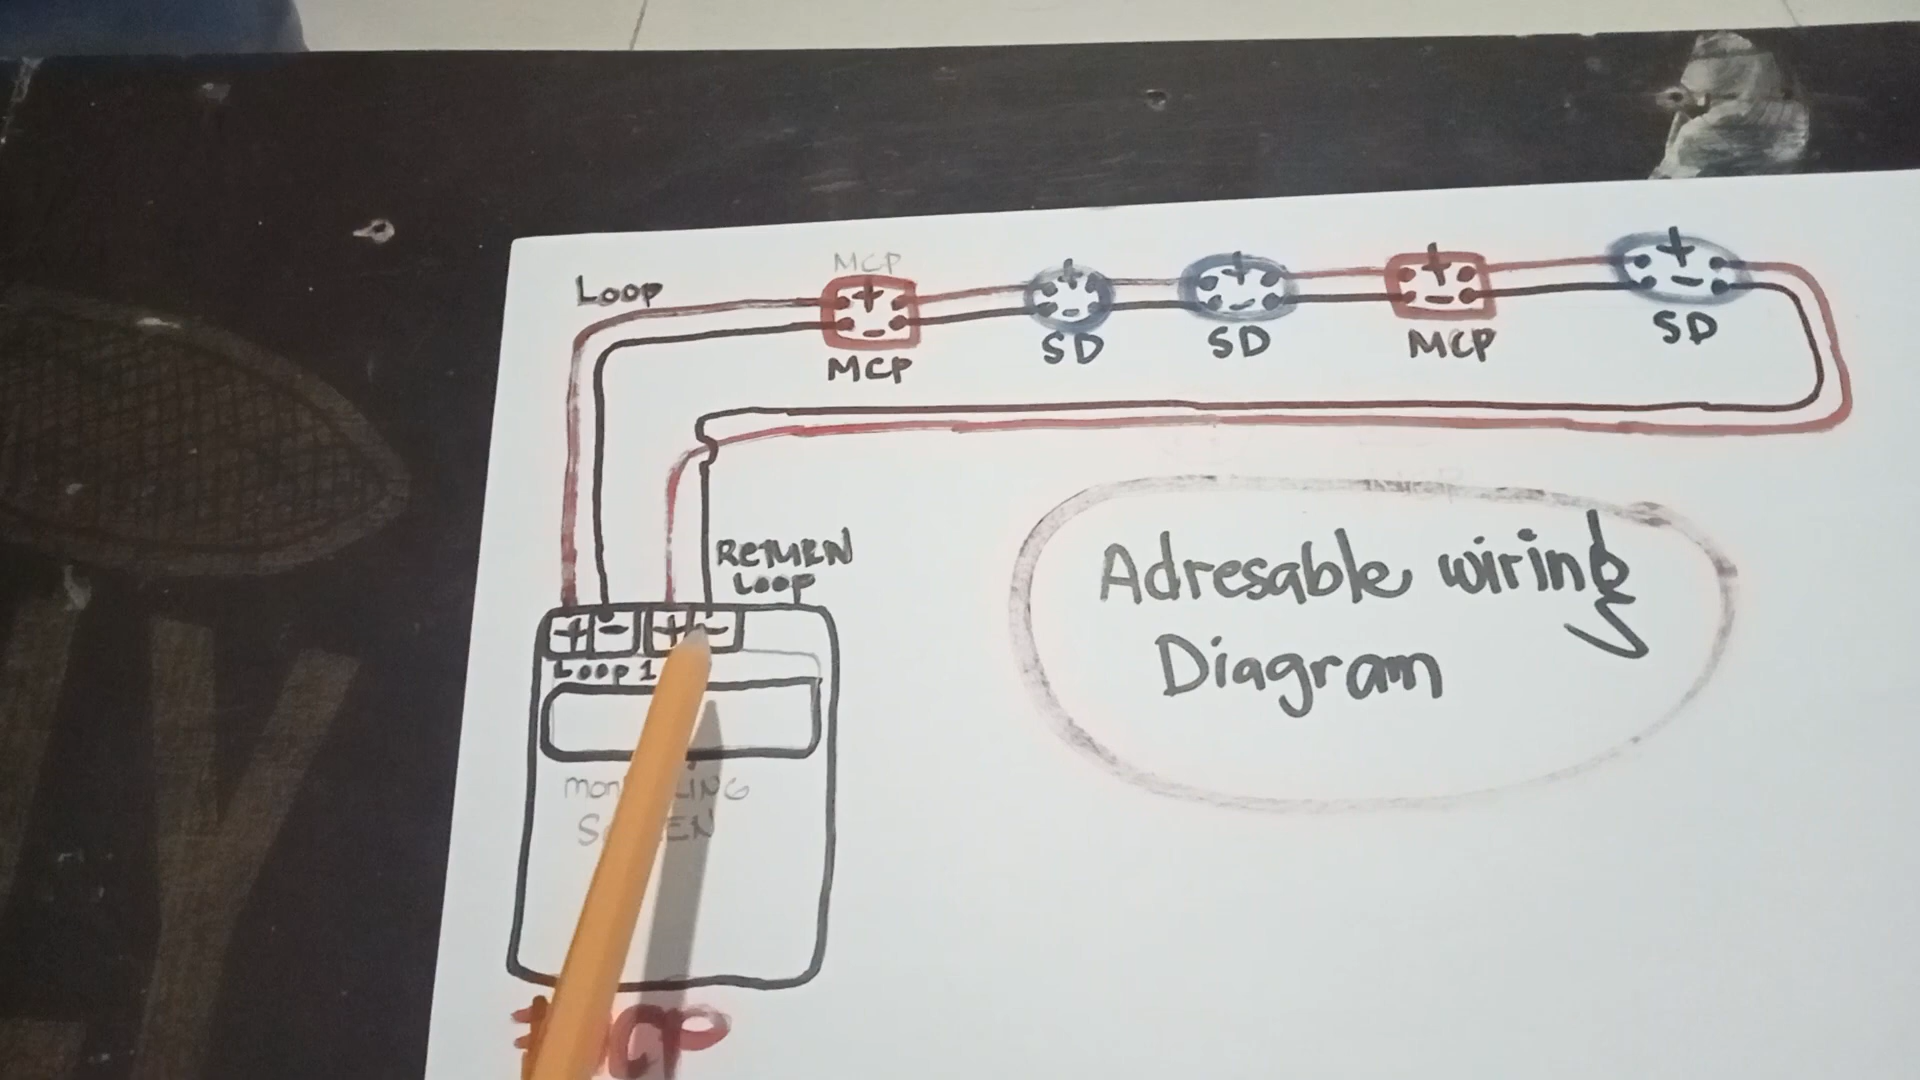 MCP
Loop
+ + + + +
- - - - -
MCP SD SD MCP SD
RETURN
Loop
+ - + -
Loop 1
Adresable wiring
Diagram